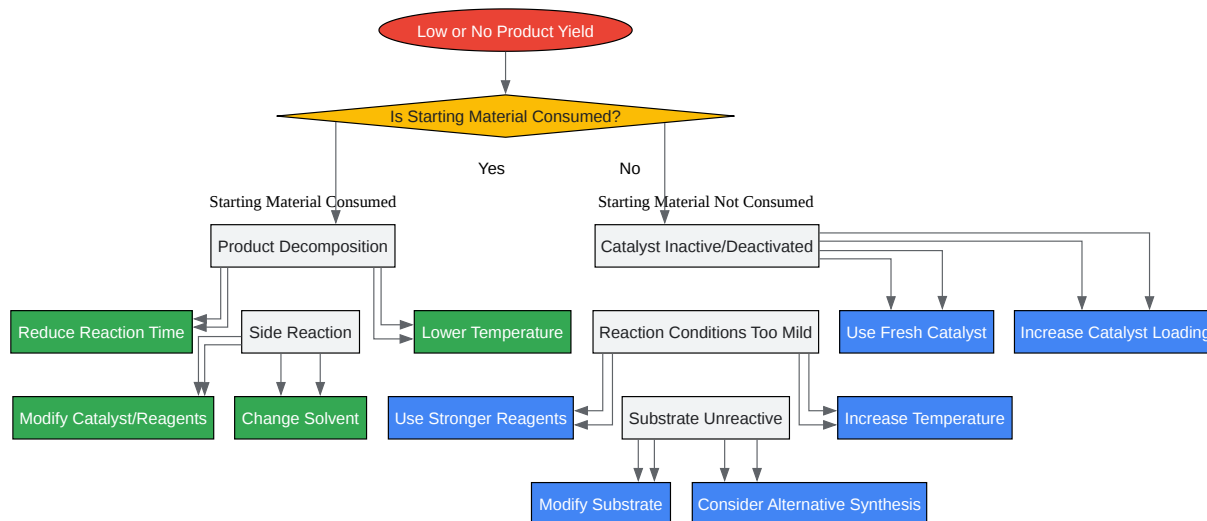 Low or No Product Yield
Is Starting Material Consumed?
Yes
No
Starting Material Consumed
Starting Material Not Consumed
Product Decomposition
Catalyst Inactive/Deactivated
Reduce Reaction Time
Side Reaction
Lower Temperature
Reaction Conditions Too Mild
Use Fresh Catalyst
Increase Catalyst Loading
Modify Catalyst/Reagents
Change Solvent
Use Stronger Reagents
Substrate Unreactive
Increase Temperature
Modify Substrate
Consider Alternative Synthesis